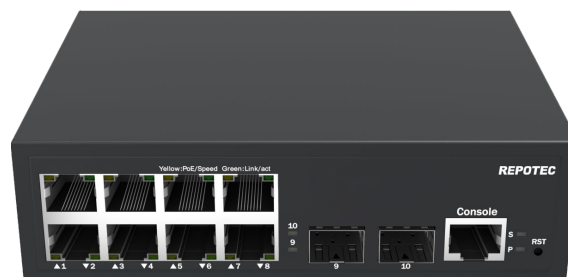 Yellow:PoE/Speed Green:Link/act
REPOTEC
Console
10
9
S
P
RST
▲1 ▼2 ▲3 ▼4 ▲5 ▼6 ▲7 ▼8
9
10